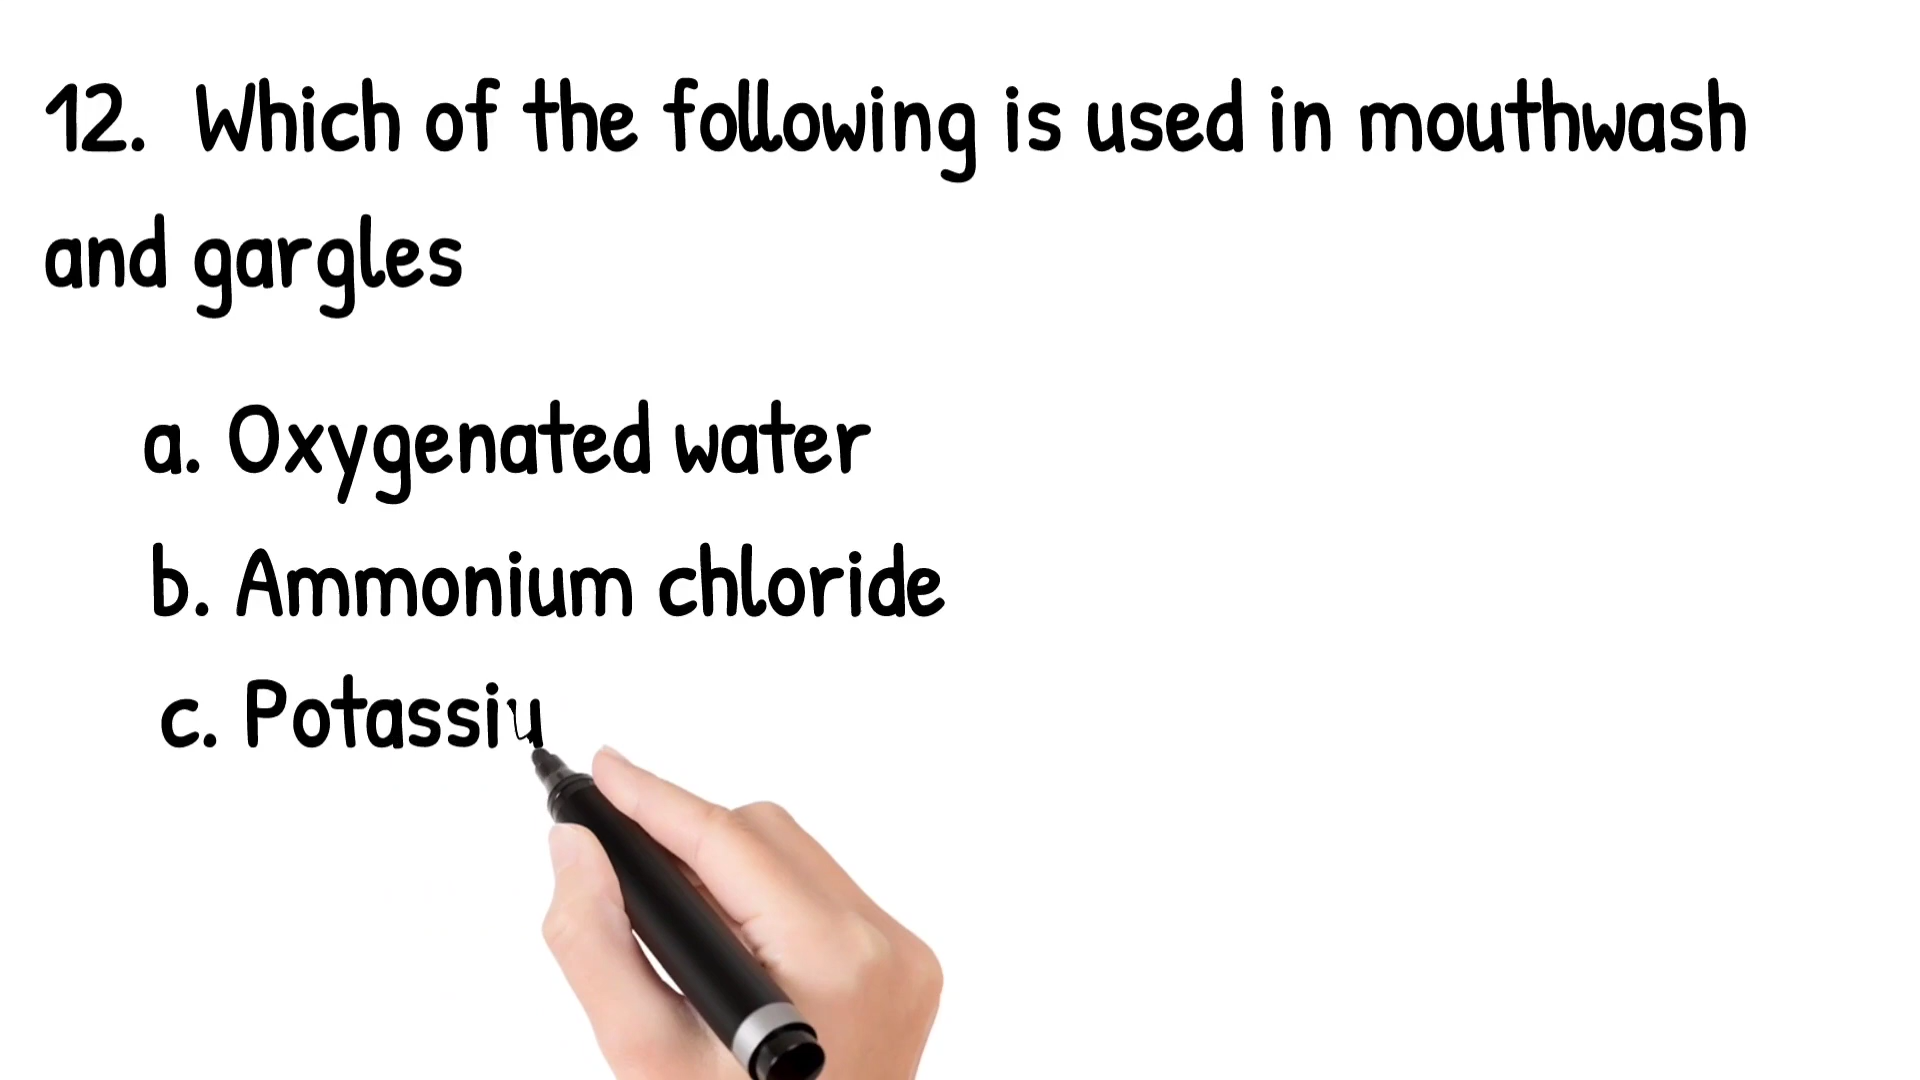 12. Which of the following is used in mouthwash
and gargles
a. Oxygenated water
b. Ammonium chloride
c. Potassiu